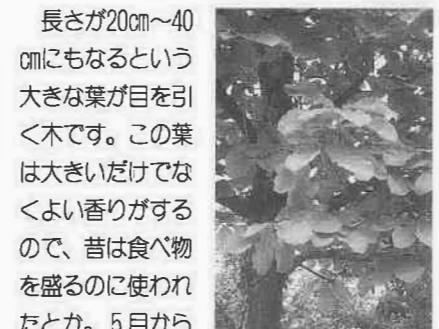 長さが20cm～40
cmにもなるという
大きな葉が目を引
く木です。この葉
は大きいだけでな
くよい香りがする
ので、昔は食べ物
を盛るのに使われ
たとか。5月から